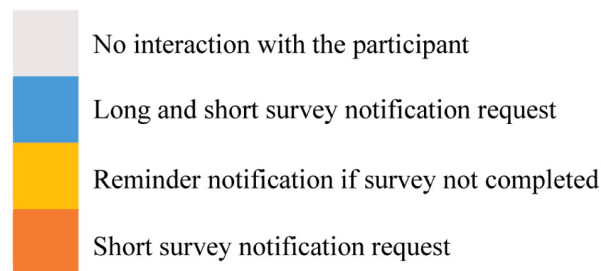 No interaction with the participant
Long and short survey notification request
Reminder notification if survey not completed
Short survey notification request